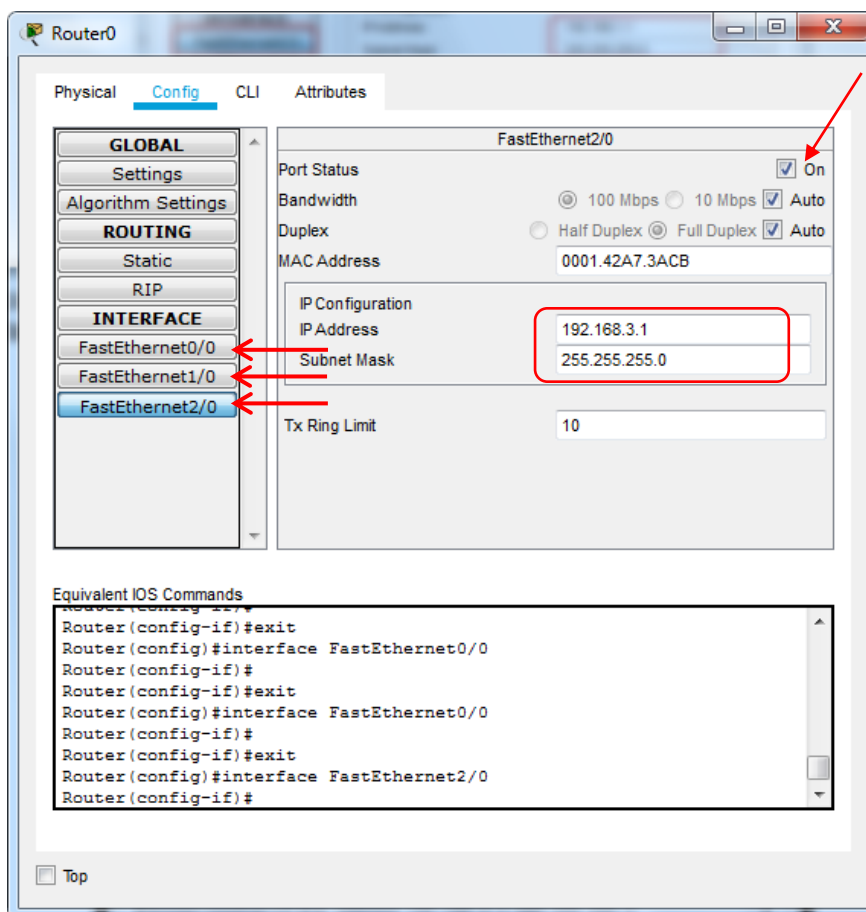 Router0
Physical Config CLI Attributes
GLOBAL
Settings
Algorithm Settings
ROUTING
Static
RIP
INTERFACE
FastEthernet0/0
FastEthernet1/0
FastEthernet2/0
FastEthernet2/0
Port Status On
Bandwidth 100 Mbps 10 Mbps Auto
Duplex Half Duplex Full Duplex Auto
MAC Address 0001.42A7.3ACB
IP Configuration
IP Address 192.168.3.1
Subnet Mask 255.255.255.0
Tx Ring Limit 10
Equivalent IOS Commands
Router(config-if)#
Router(config-if)#exit
Router(config)#interface FastEthernet0/0
Router(config-if)#
Router(config-if)#exit
Router(config)#interface FastEthernet0/0
Router(config-if)#
Router(config-if)#exit
Router(config)#interface FastEthernet2/0
Router(config-if)#
Top